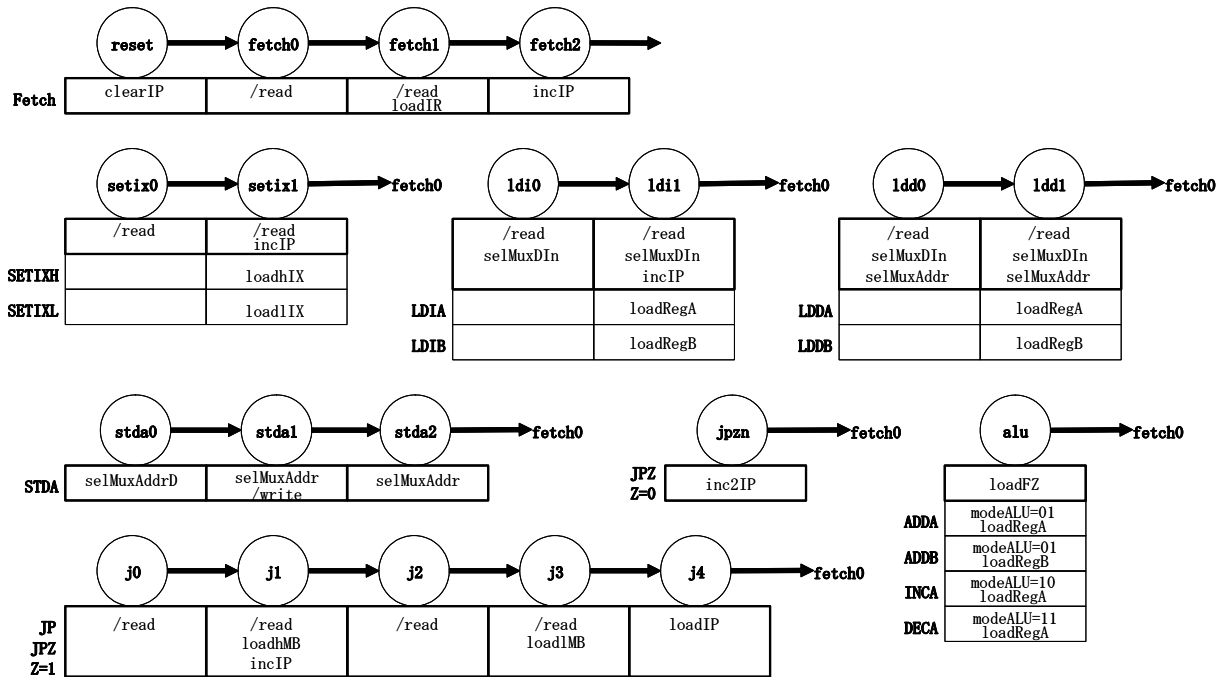 reset fetch0 fetch1 fetch2
Fetch clearIP /read /read incIP
loadIR
setix0 setix1 fetch0 ldi0 ldi1 fetch0 ldd0 ldd1 fetch0
/read /read /read /read /read /read
incIP selMuxDIn selMuxDIn selMuxDIn selMuxDIn
incIP selMuxAddr selMuxAddr
SETIXH loadhIX
SETIXL loadlIX
LDIA loadRegA LDDA loadRegA
LDIB loadRegB LDDB loadRegB
stda0 stda1 stda2 fetch0 jpzn fetch0 alu fetch0
STDA selMuxAddrD selMuxAddr selMuxAddr
/write
JPZ
Z=0 inc2IP
loadFZ
ADDA modeALU=01
loadRegA
ADDB modeALU=01
loadRegB
INCA modeALU=10
loadRegA
DECA modeALU=11
loadRegA
j0 j1 j2 j3 j4 fetch0
JP /read /read /read /read loadIP
JPZ loadhMB loadlMB
Z=1 incIP